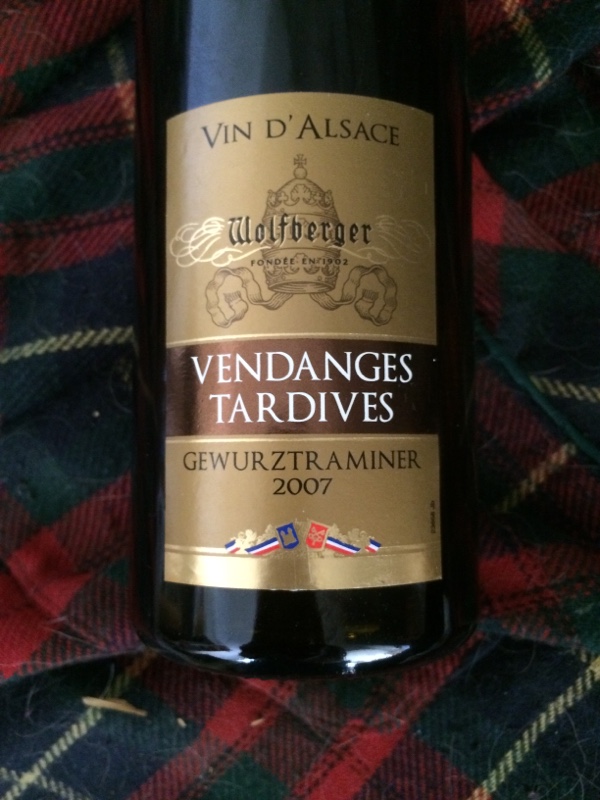 VIN D'ALSACE
Wolfberger
FONDÉE EN 1902
VENDANGES
TARDIVES
GEWURZTRAMINER
2007